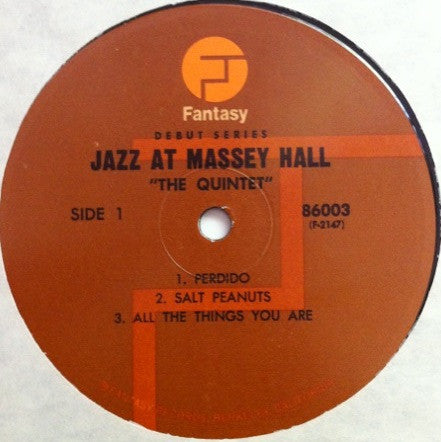 Fantasy
DEBUT SERIES
JAZZ AT MASSEY HALL
"THE QUINTET"
SIDE 1
86003
(F-2147)
1. PERDIDO
2. SALT PEANUTS
3. ALL THE THINGS YOU ARE